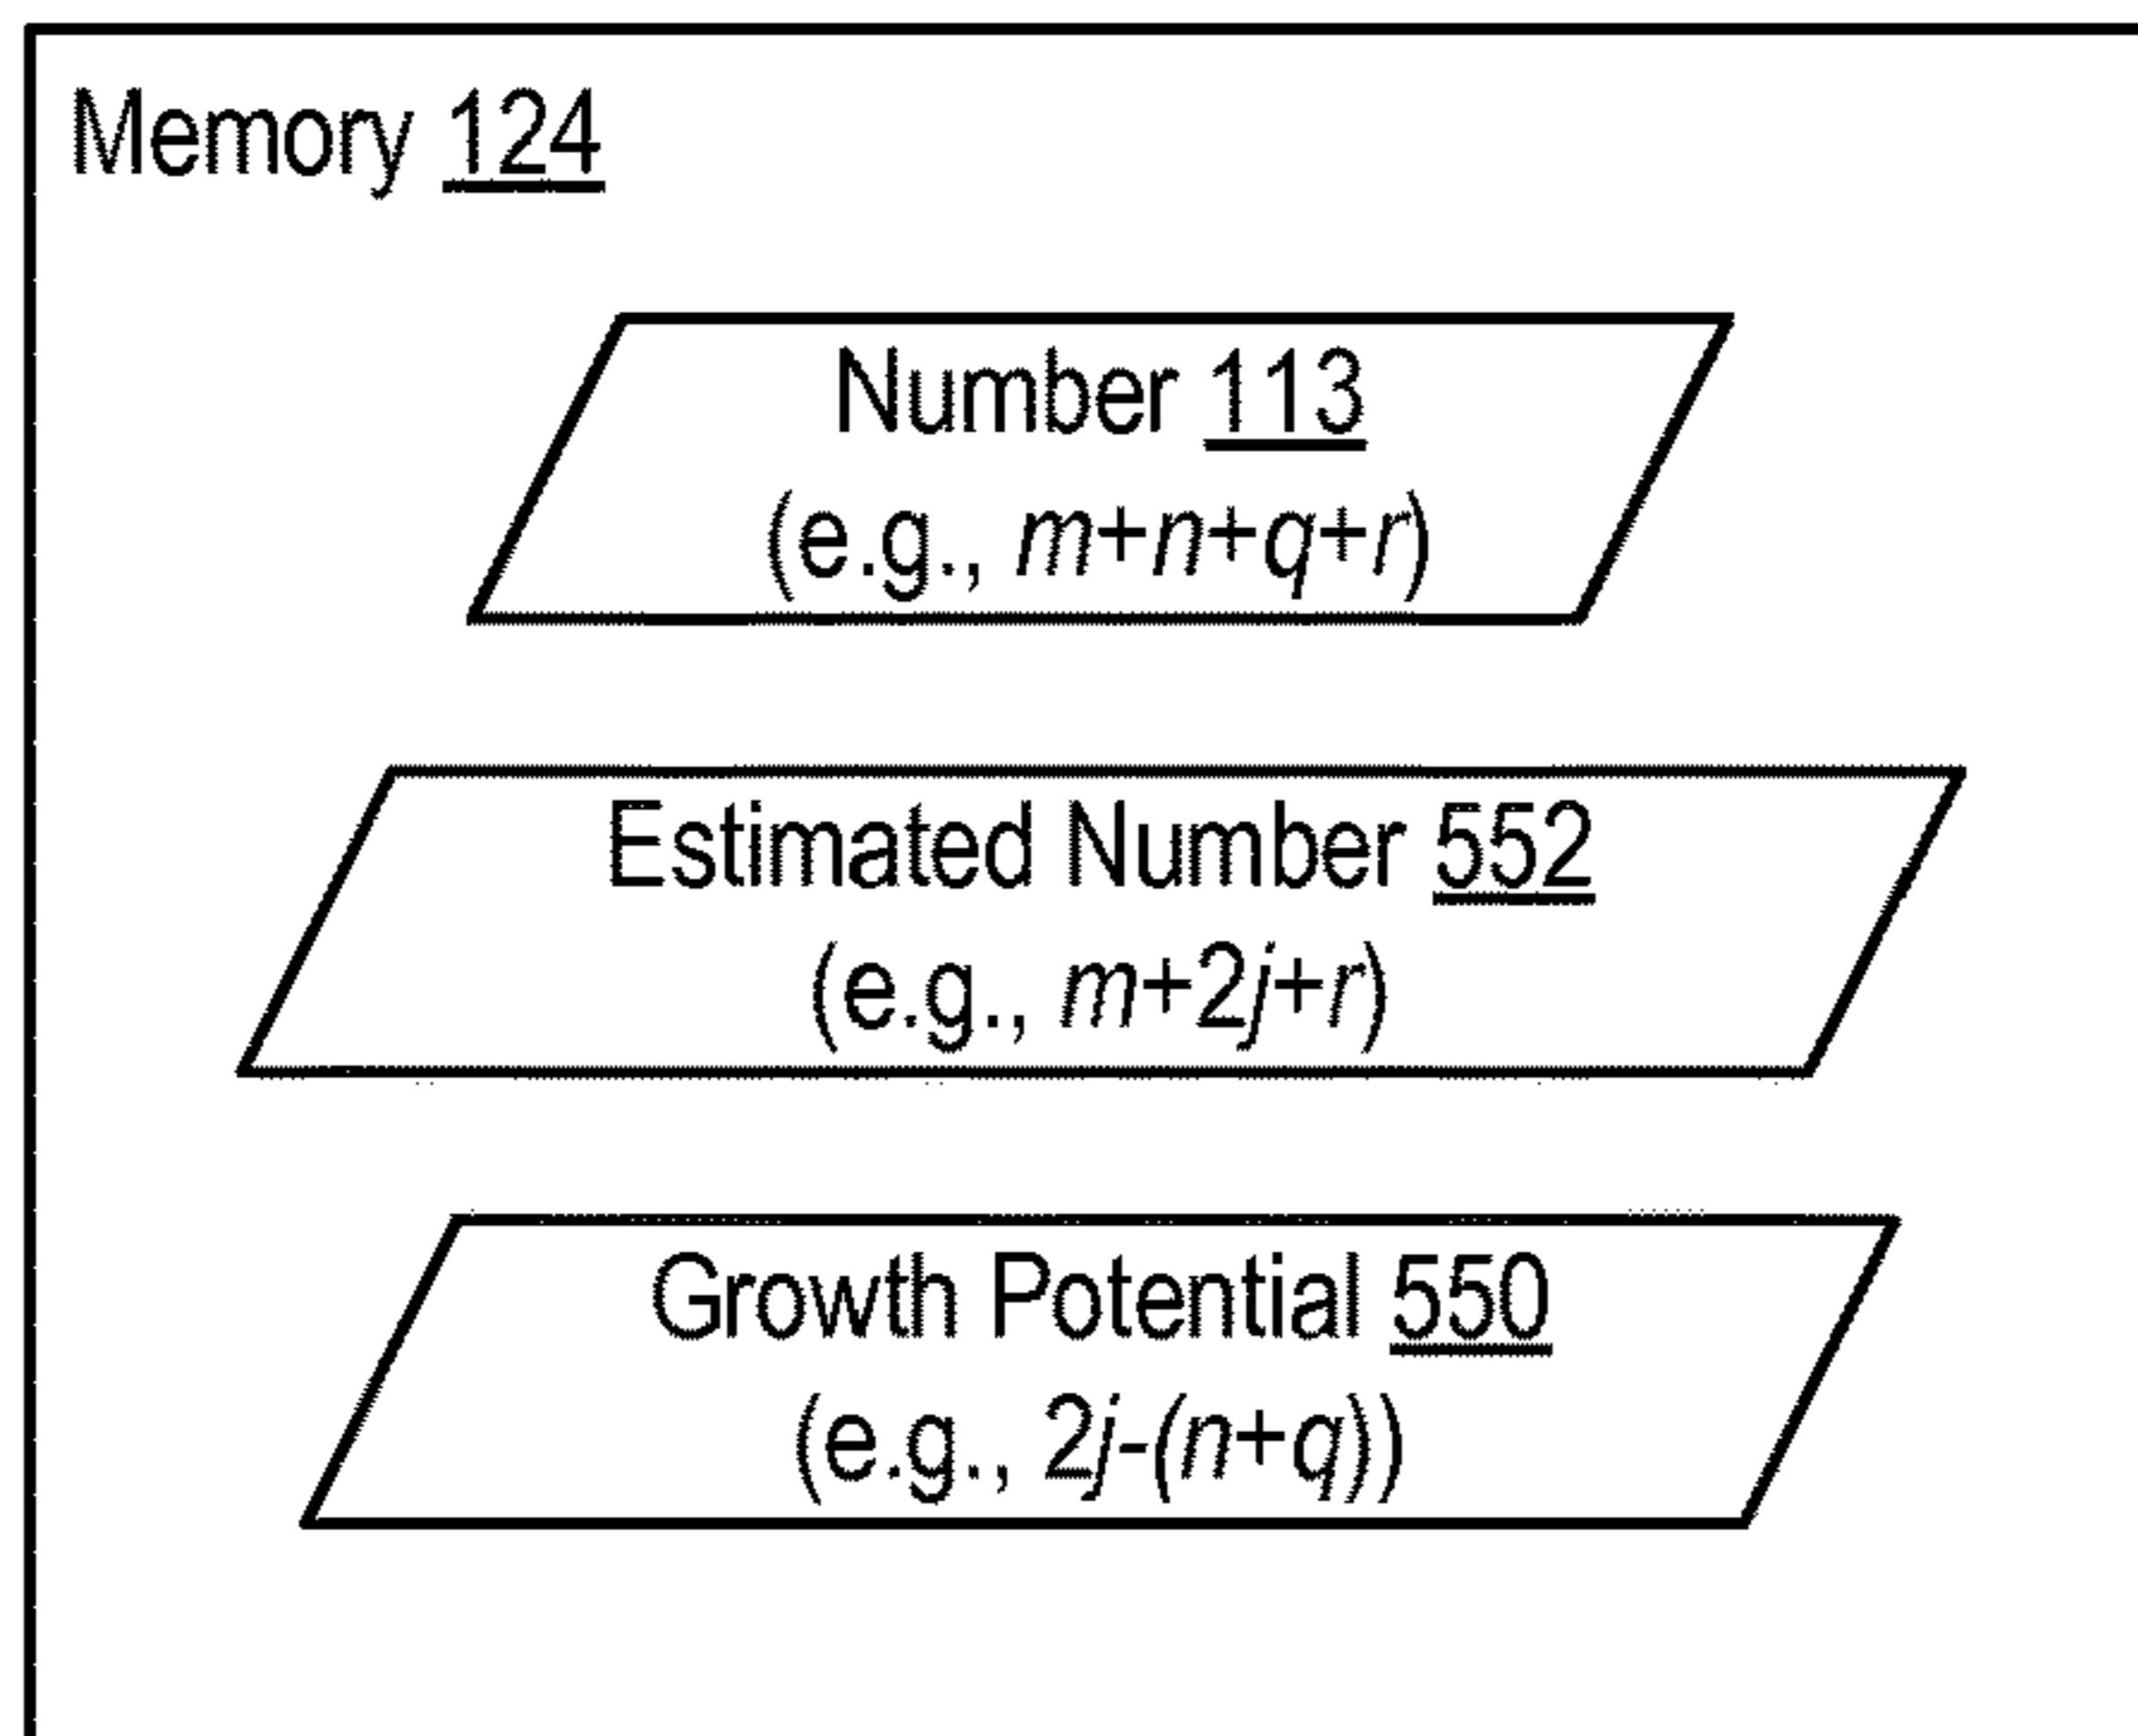 Memory 124
Number 113
(e.g., m+n+q+r)
Estimated Number 552
(e.g., m+2j+r)
Growth Potential 550
(e.g., 2j-(n+q))